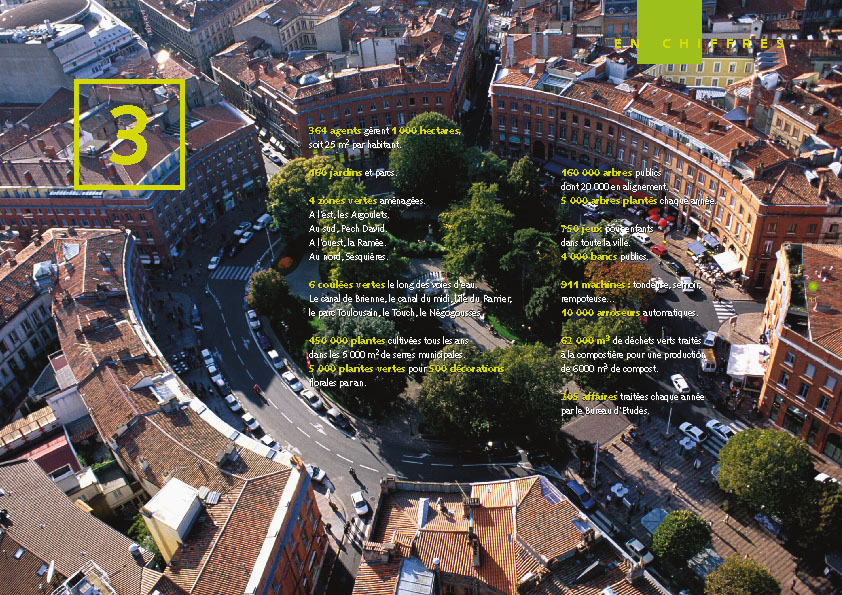 EN CHIFFRES
3
364 agents gèrent 1 000 hectares,
soit 25 m² par habitant.
160 jardins et parcs.
4 zones vertes aménagées.
A l'est, les Argoulets.
Au sud, Pech David.
A l'ouest, la Ramée.
Au nord, Sesquières.
6 coulées vertes le long des voies d'eau.
Le canal de Brienne, le canal du midi, l'île du Ramier,
le parc Toulousain, le Touch, le Négogousses.
450 000 plantes cultivées tous les ans
dans les 5 000 m² de serres municipales.
5 000 plantes vertes pour 500 décorations
florales par an.
160 000 arbres publics
dont 20 000 en alignement.
5 000 arbres plantés chaque année.
750 jeux pour enfants
dans toute la ville.
4 000 bancs publics.
911 machines : tondeuse, semoir,
rempoteuse...
10 000 arroseurs automatiques.
62 000 m³ de déchets verts traités
à la compostière pour une production
de 6000 m³ de compost.
305 affaires traitées chaque année
par le Bureau d'Etudes.